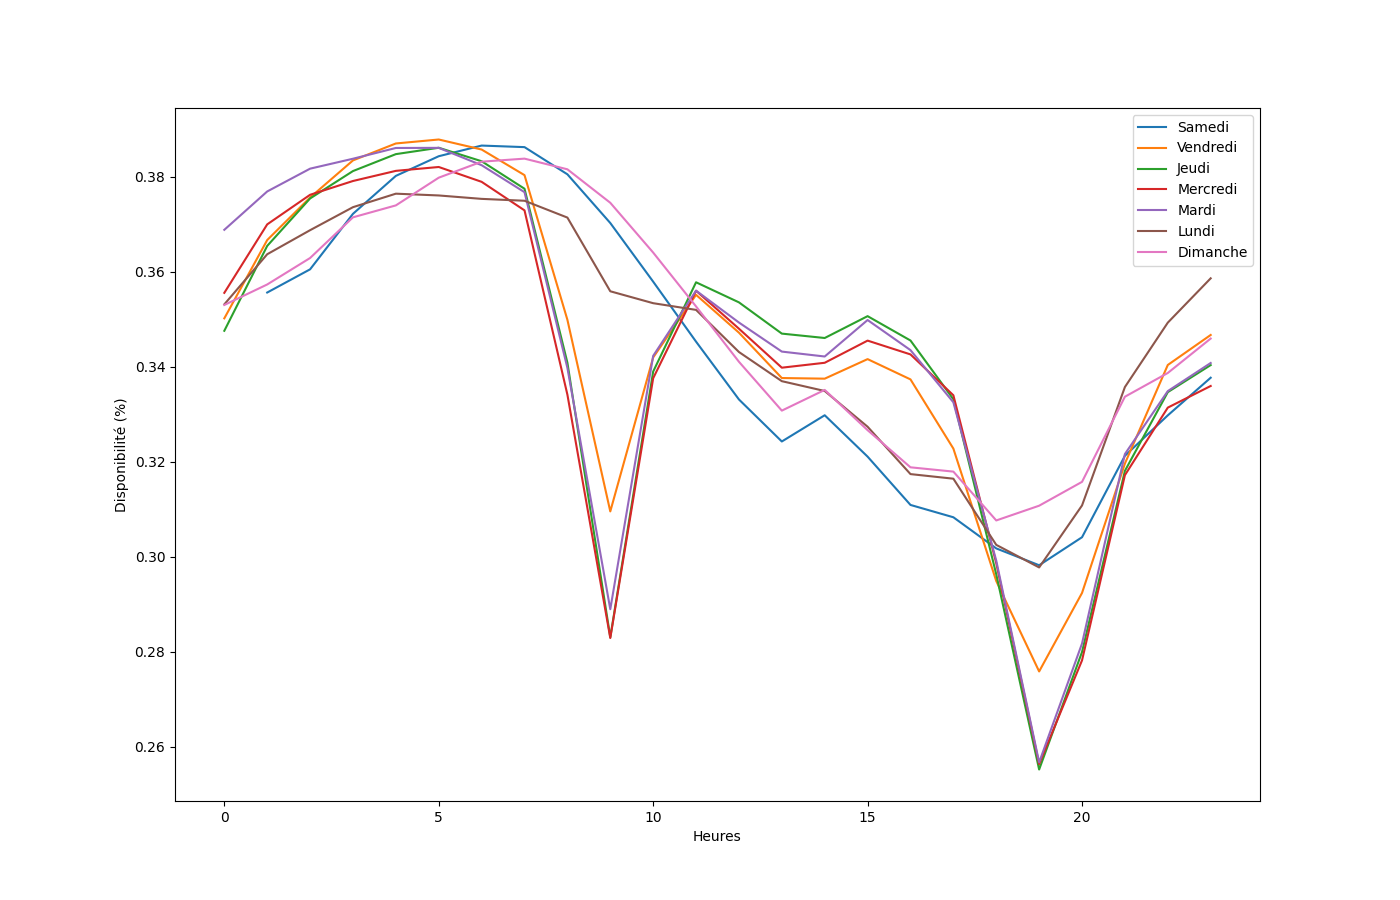 Samedi
Vendredi
Jeudi
Mercredi
Mardi
Lundi
Dimanche
0.38
0.36
0.34
0.32
0.30
0.28
0.26
Disponibilité (%)
0 5 10 15 20
Heures